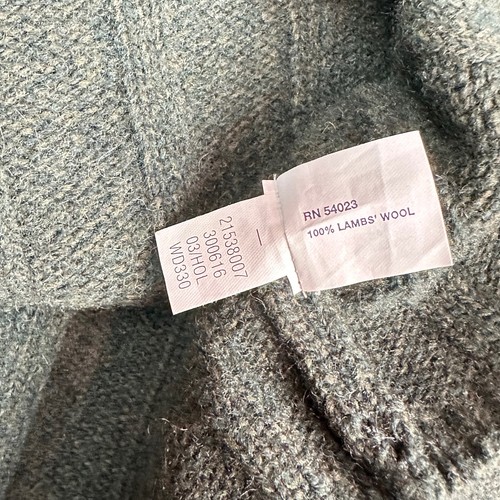 RN 54023
100% LAMBS' WOOL
21538007
300616
03/HOL
WD330